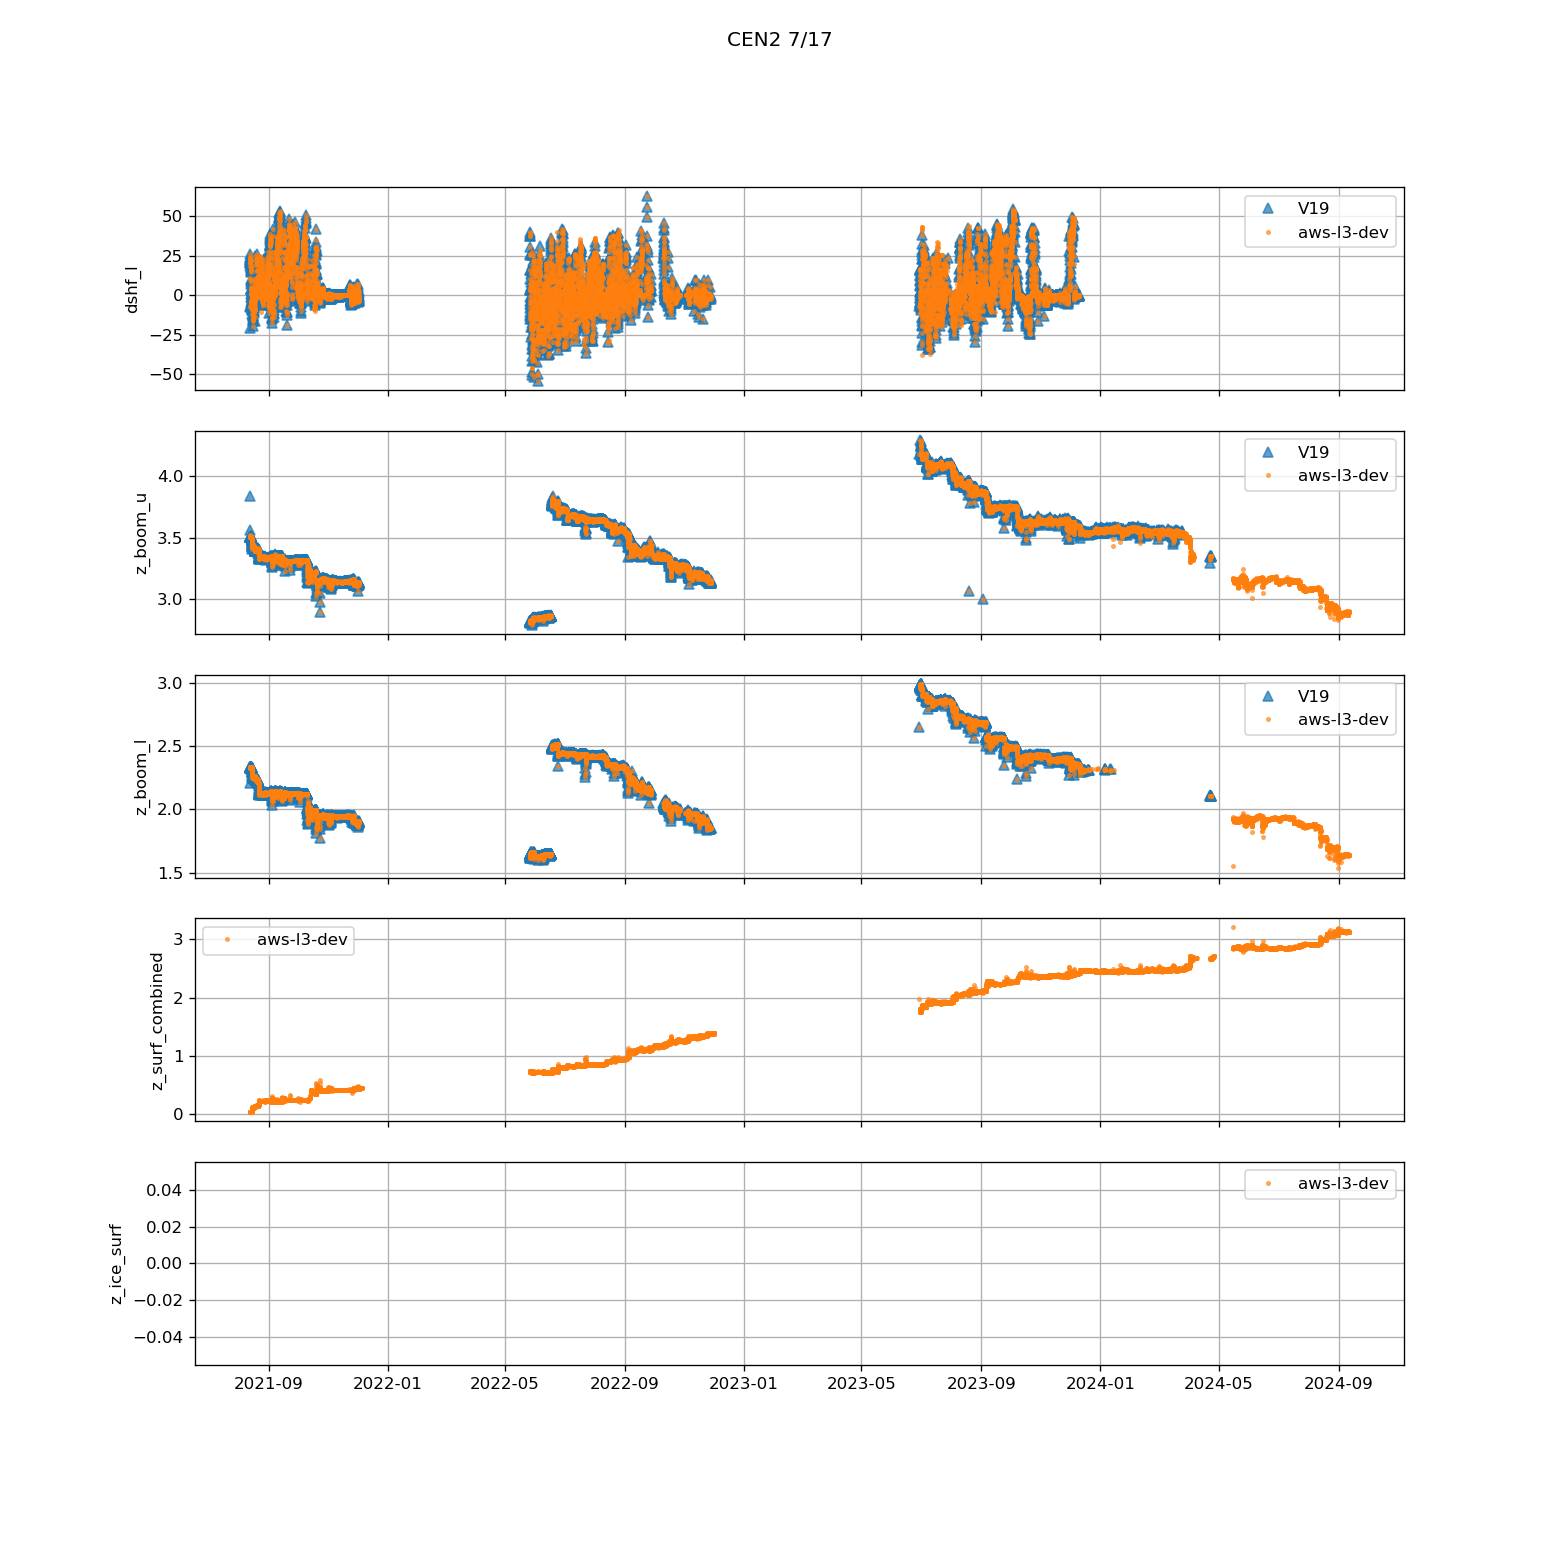 CEN2 7/17
dshf_l
50
25
0
−25
−50
V19
aws-l3-dev
z_boom_u
4.0
3.5
3.0
V19
aws-l3-dev
z_boom_l
3.0
2.5
2.0
1.5
V19
aws-l3-dev
z_surf_combined
3
2
1
0
aws-l3-dev
z_ice_surf
0.04
0.02
0.00
−0.02
−0.04
aws-l3-dev
2021-09 2022-01 2022-05 2022-09 2023-01 2023-05 2023-09 2024-01 2024-05 2024-09